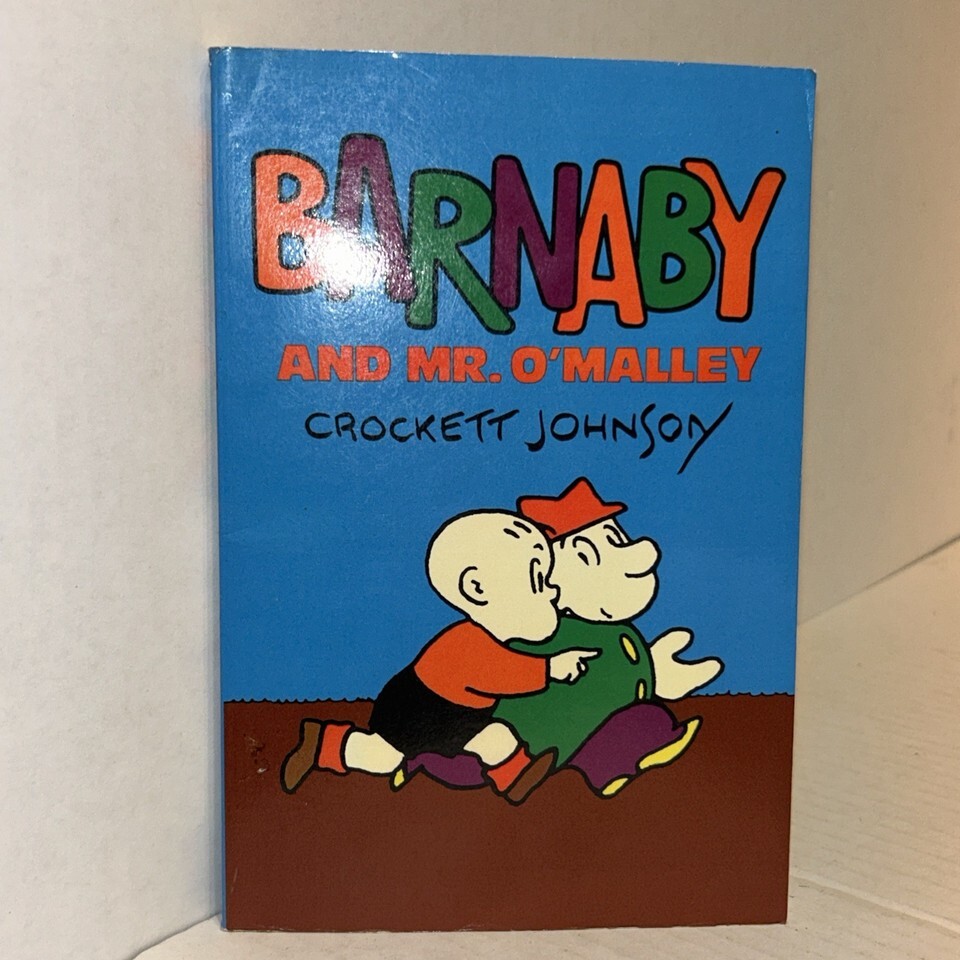 BARNABY
AND MR. O'MALLEY
CROCKETT JOHNSON